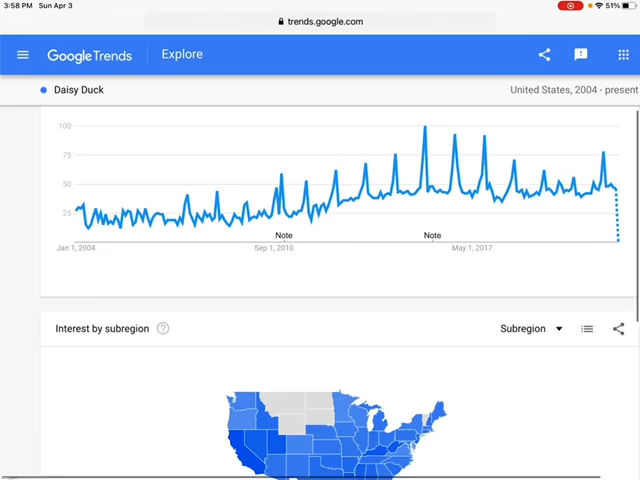 3:58 PM Sun Apr 3
51%
trends.google.com
Google Trends Explore
Daisy Duck
United States, 2004 - present
100
75
50
25
Note Note
Jan 1, 2004 Sep 1, 2010 May 1, 2017
Interest by subregion ?
Subregion